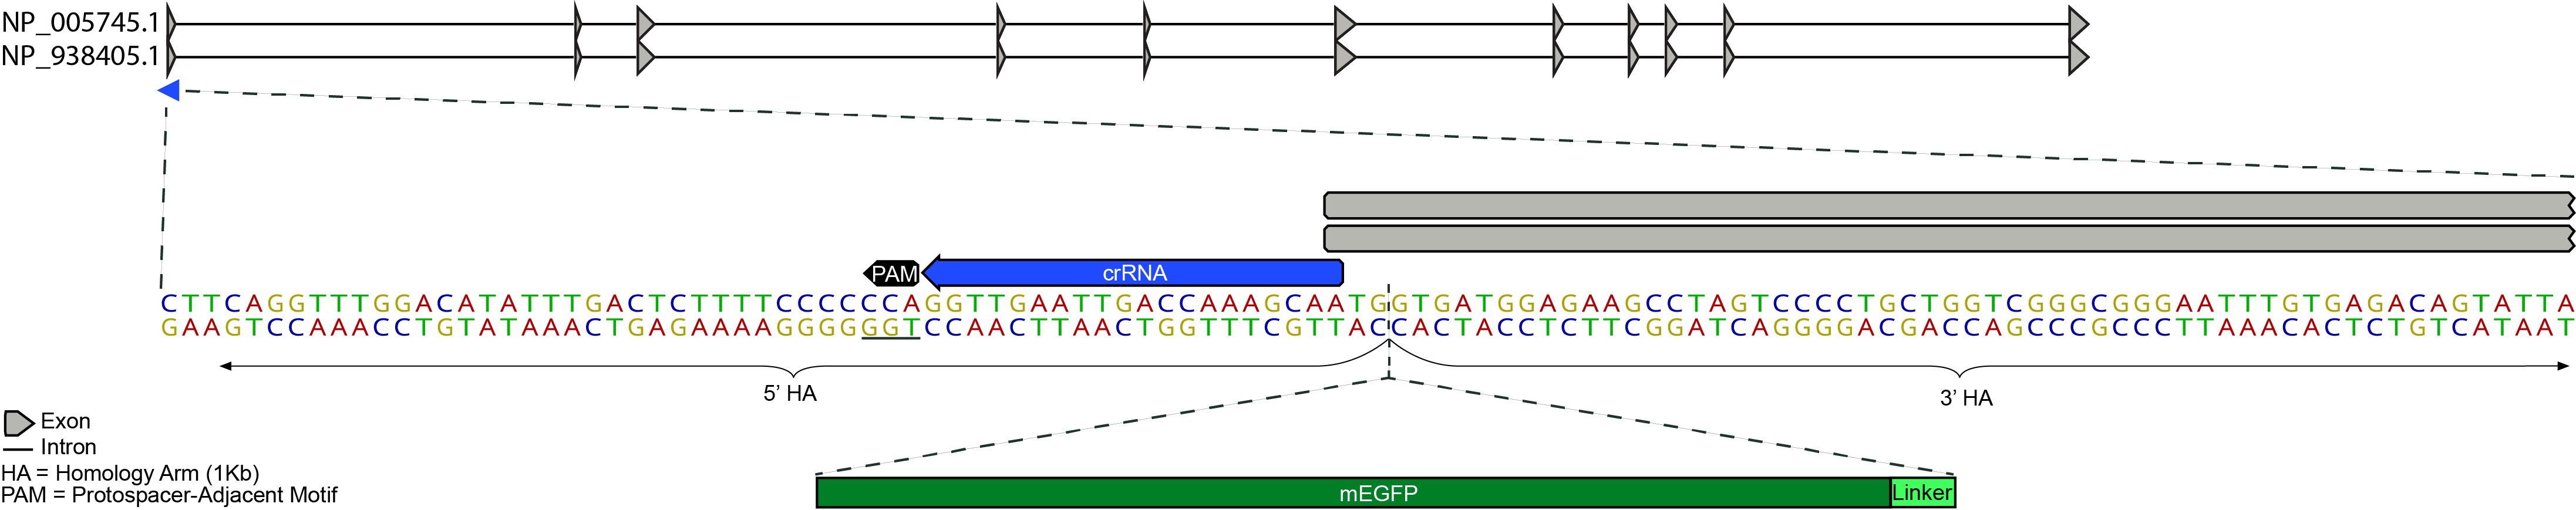 NP_005745.1
NP_938405.1
PAM
crRNA
CTTCAGGTTTGGACATATTTGACTCTTTTCCCCCCAGGTTGAATTGACCAAAGCAATGGTGATGGAGAAGCCTAGTCCCCTGCTGGTCGGGCGGGAATTTGTGAGACAGTATTA
GAAGTCCAAACCTGTATAAACTGAGAAAAGGGGGGTCCAACTTAACTGGTTTCGTTACCACTACCTCTTCGGATCAGGGGACGACCAGCCCGCCCTTAAACACTCTGTCATAAT
5’ HA
3’ HA
Exon
Intron
HA = Homology Arm (1Kb)
PAM = Protospacer-Adjacent Motif
mEGFP
Linker